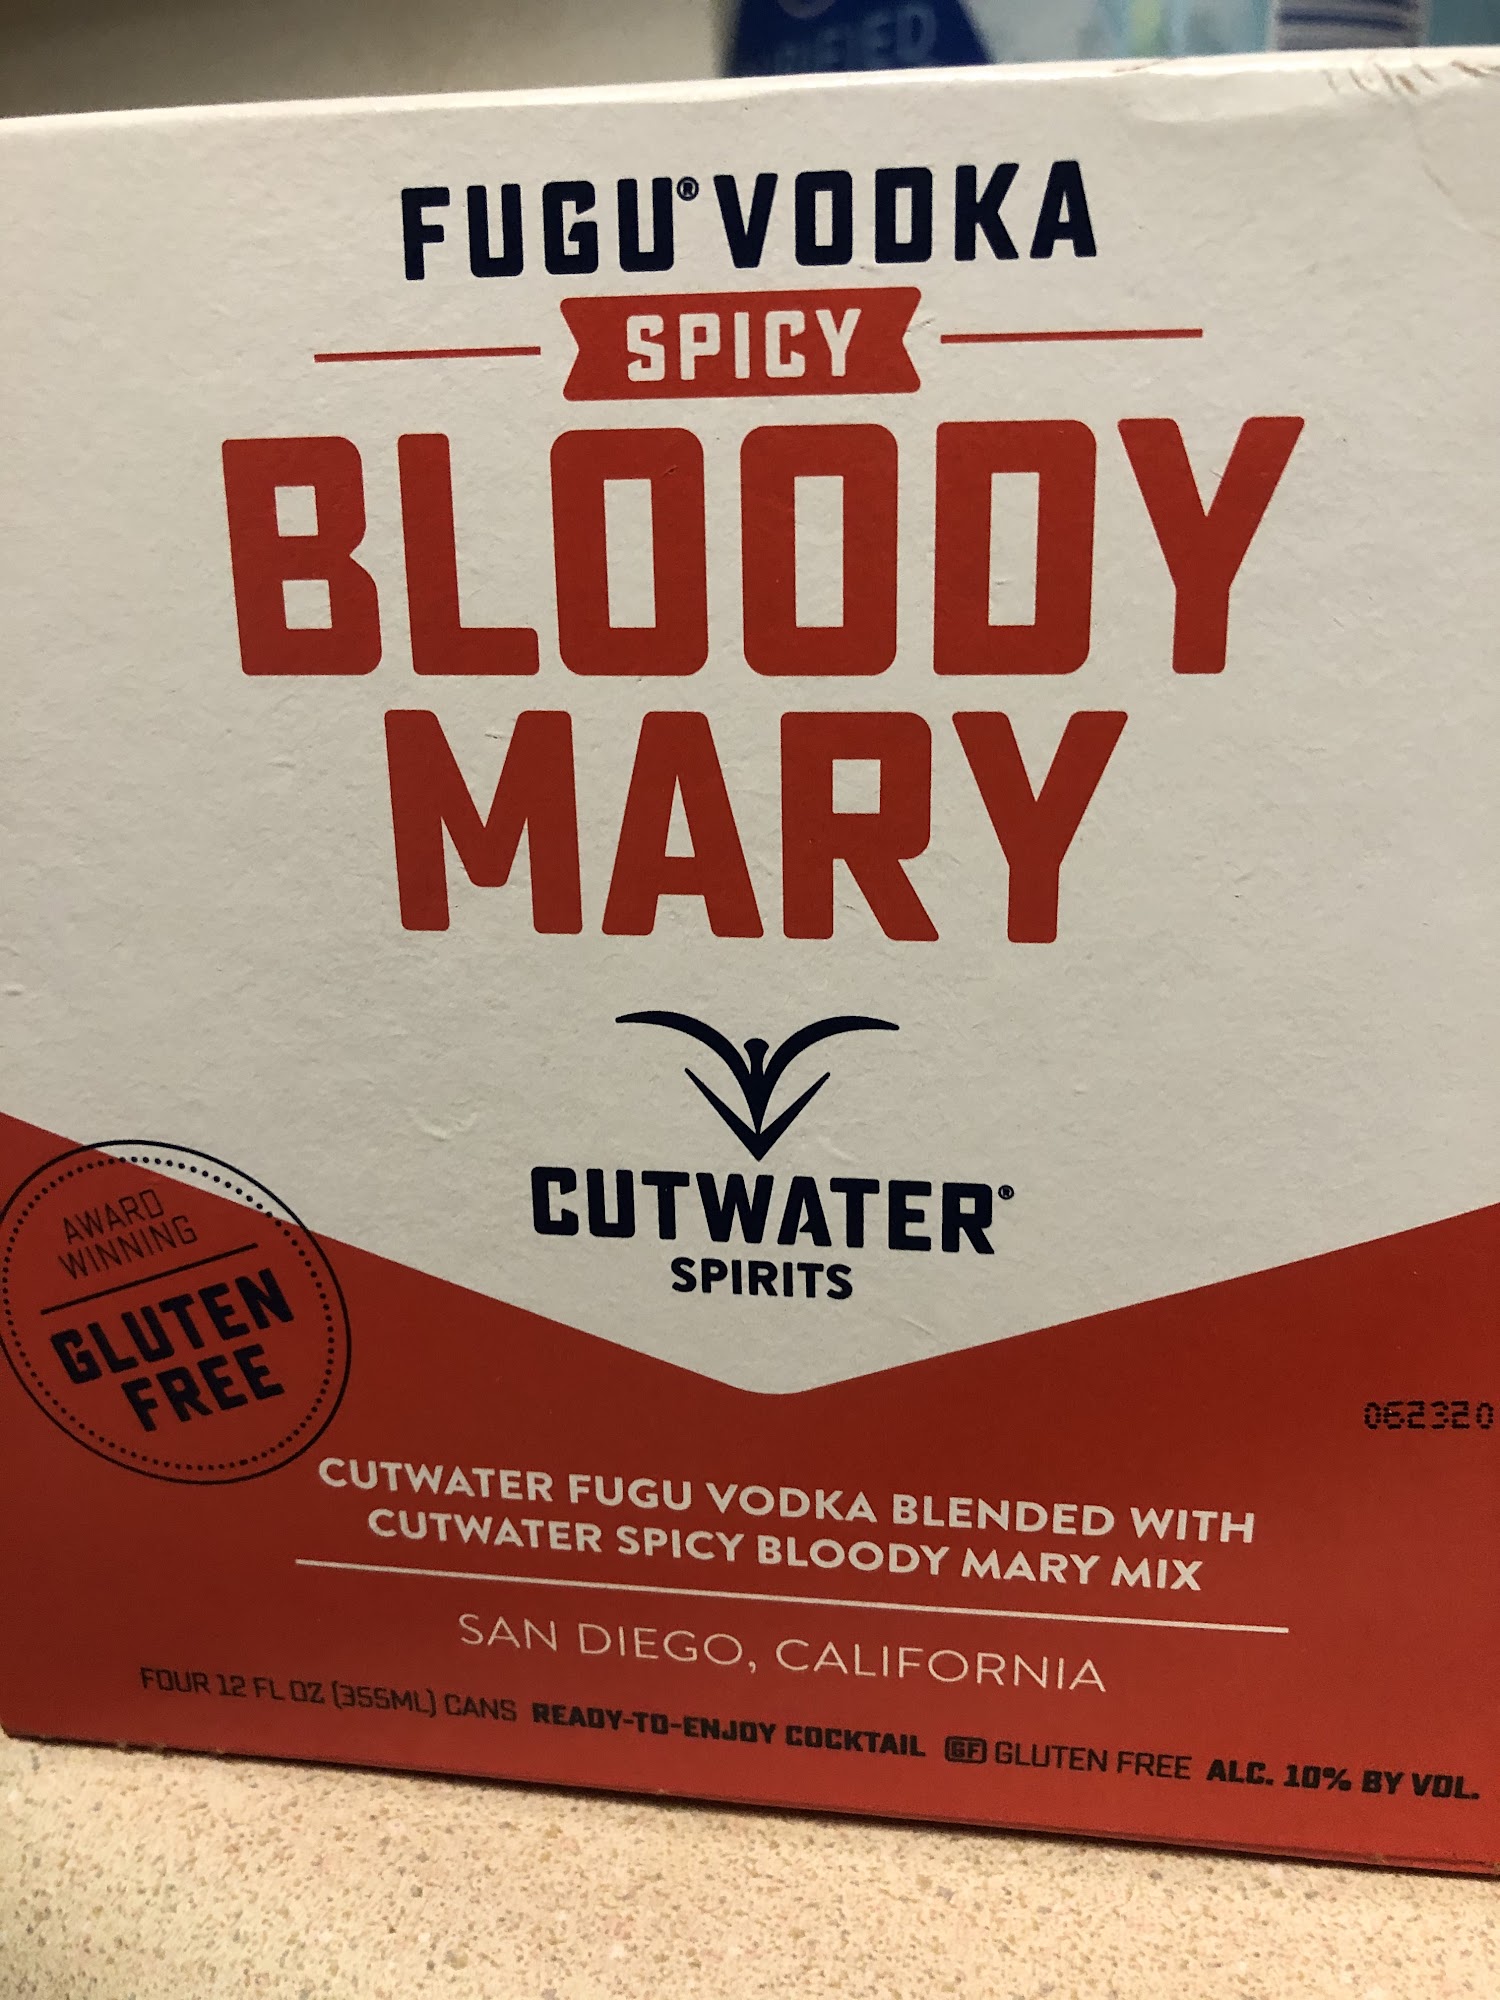 FUGU® VODKA
SPICY
BLOODY
MARY
CUTWATER®
SPIRITS
AWARD
WINNING
GLUTEN
FREE
062320
CUTWATER FUGU VODKA BLENDED WITH
CUTWATER SPICY BLOODY MARY MIX
SAN DIEGO, CALIFORNIA
FOUR 12 FL OZ (355ML) CANS READY-TO-ENJOY COCKTAIL GF GLUTEN FREE ALC. 10% BY VOL.